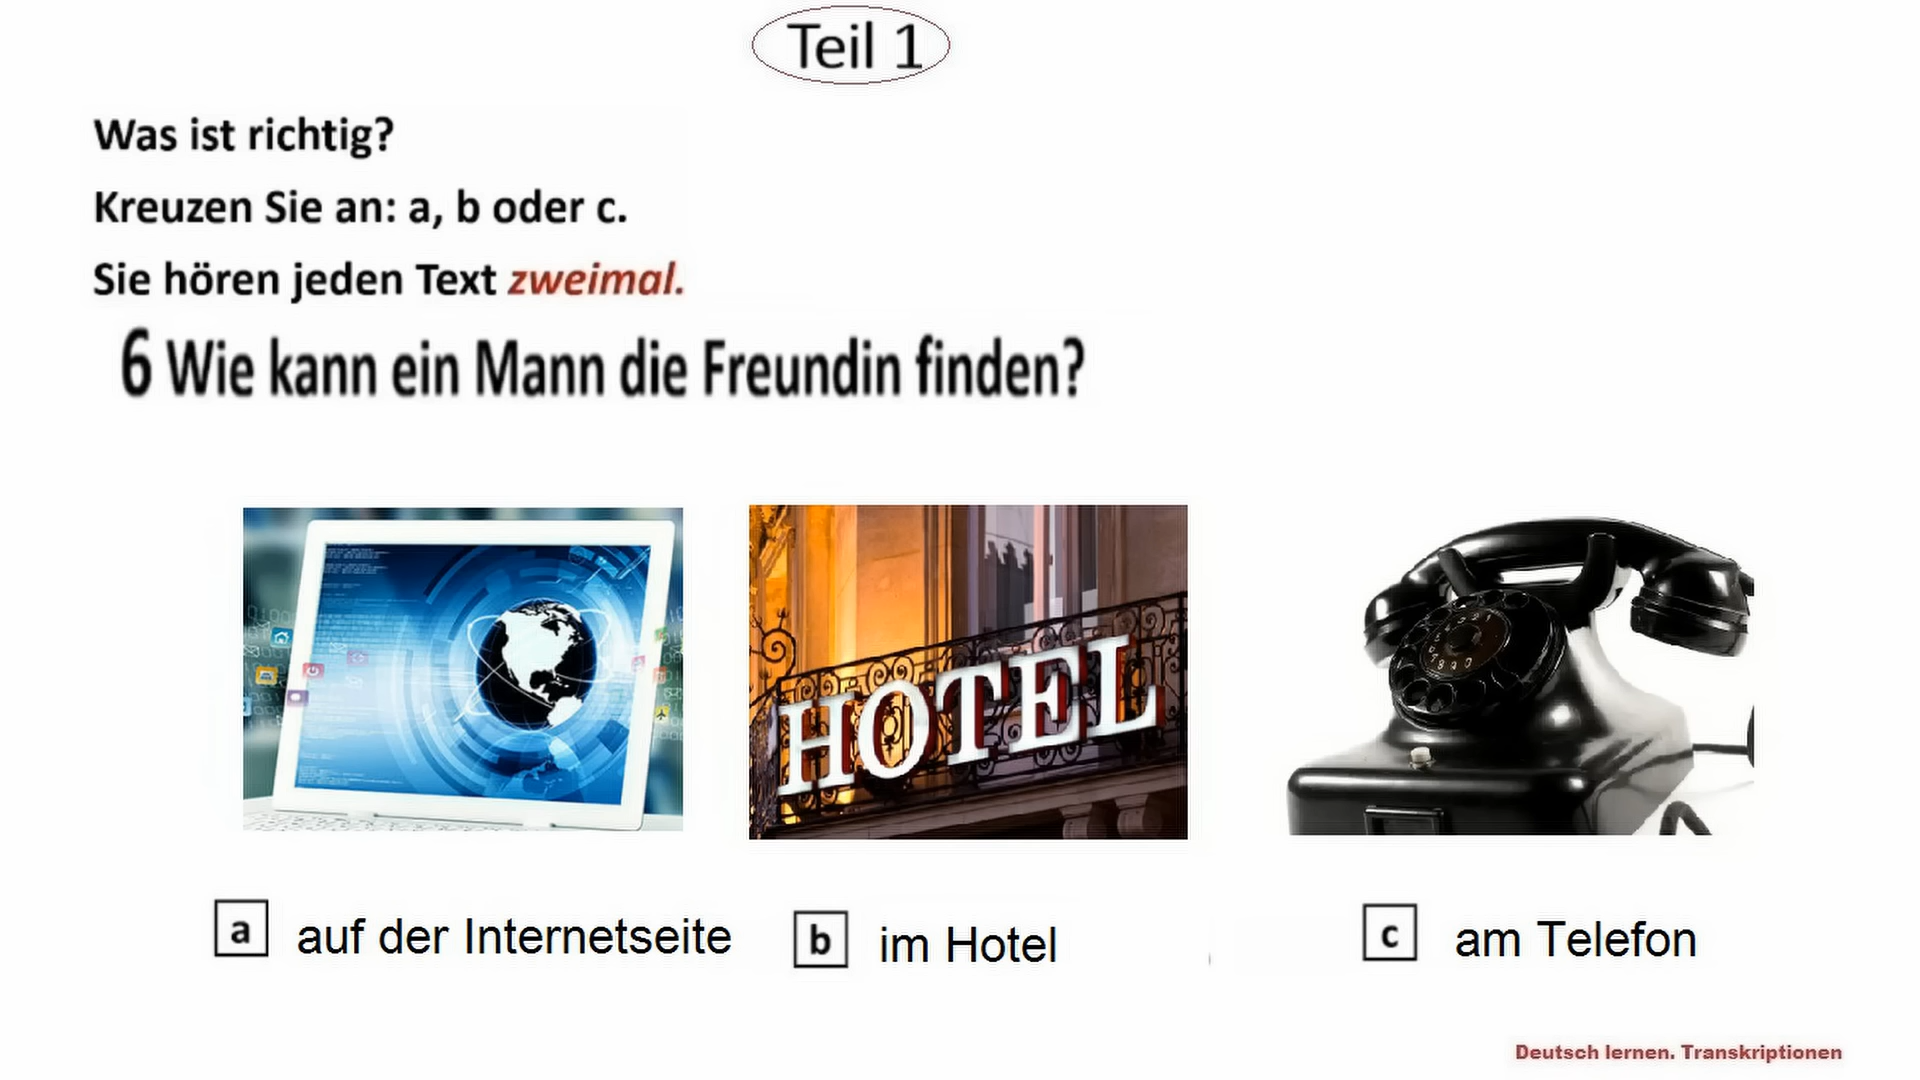 Teil 1
Was ist richtig?
Kreuzen Sie an: a, b oder c.
Sie hören jeden Text zweimal.
6 Wie kann ein Mann die Freundin finden?
HOTEL
a auf der Internetseite
b im Hotel
c am Telefon
Deutsch lernen. Transkriptionen